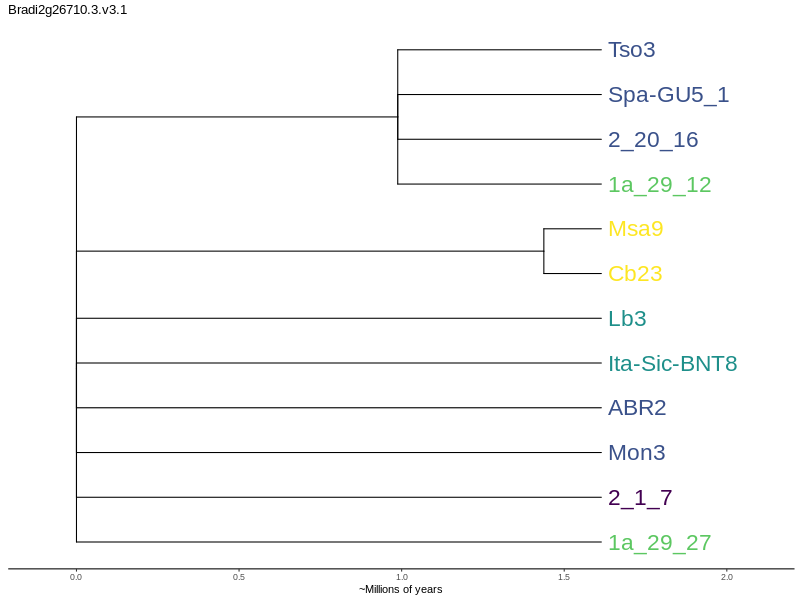 Bradi2g26710.3.v3.1
Tso3
Spa-GU5_1
2_20_16
1a_29_12
Msa9
Cb23
Lb3
Ita-Sic-BNT8
ABR2
Mon3
2_1_7
1a_29_27
0.0 0.5 1.0 1.5 2.0
~Millions of years